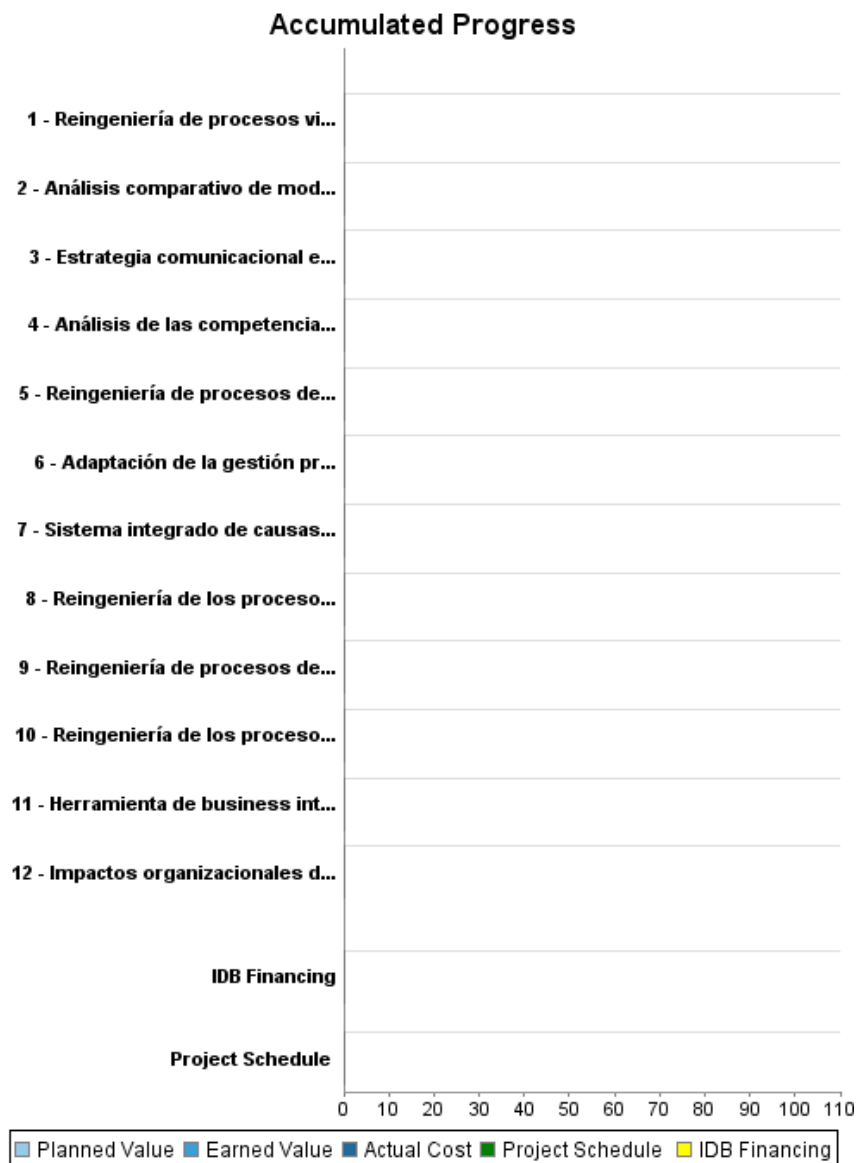 Accumulated Progress
1 - Reingeniería de procesos vi...
2 - Análisis comparativo de mod...
3 - Estrategia comunicacional e...
4 - Análisis de las competencia...
5 - Reingeniería de procesos de...
6 - Adaptación de la gestión pr...
7 - Sistema integrado de causas...
8 - Reingeniería de los proceso...
9 - Reingeniería de procesos de...
10 - Reingeniería de los proceso...
11 - Herramienta de business int...
12 - Impactos organizacionales d...
IDB Financing
Project Schedule
0 10 20 30 40 50 60 70 80 90 100 110
Planned Value Earned Value Actual Cost Project Schedule IDB Financing